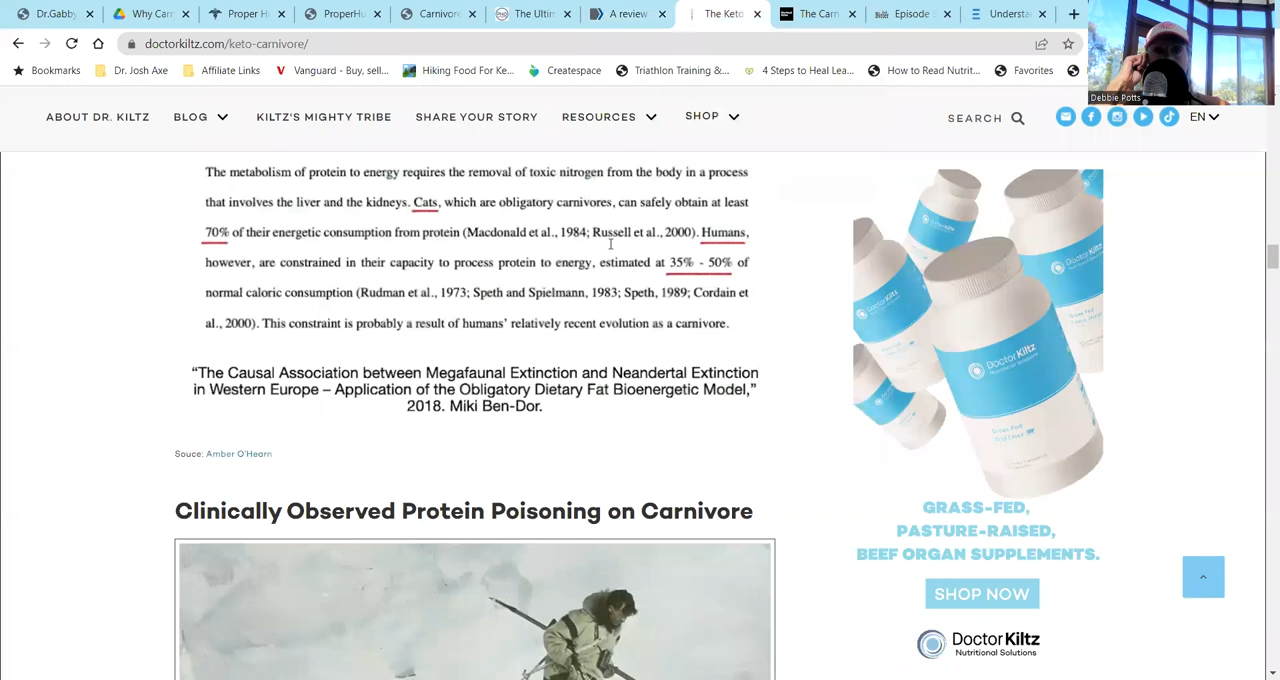 Dr.Gabby
Why Carn
Proper H
ProperHu
Carnivore
The Ultim
A review
The Keto
The Carn
Episode
Understa
doctorkiltz.com/keto-carnivore/
Bookmarks
Dr. Josh Axe
Affiliate Links
Vanguard - Buy, sell...
Hiking Food For Ke...
Createspace
Triathlon Training &...
4 Steps to Heal Lea...
How to Read Nutrit...
Favorites
Debbie Potts
ABOUT DR. KILTZ
BLOG
KILTZ'S MIGHTY TRIBE
SHARE YOUR STORY
RESOURCES
SHOP
SEARCH
EN
The metabolism of protein to energy requires the removal of toxic nitrogen from the body in a process
that involves the liver and the kidneys. Cats, which are obligatory carnivores, can safely obtain at least
70% of their energetic consumption from protein (Macdonald et al., 1984; Russell et al., 2000). Humans,
however, are constrained in their capacity to process protein to energy, estimated at 35% - 50% of
normal caloric consumption (Rudman et al., 1973; Speth and Spielmann, 1983; Speth, 1989; Cordain et
al., 2000). This constraint is probably a result of humans' relatively recent evolution as a carnivore.
“The Causal Association between Megafaunal Extinction and Neandertal Extinction
in Western Europe – Application of the Obligatory Dietary Fat Bioenergetic Model,”
2018. Miki Ben-Dor.
Souce: Amber O'Hearn
Clinically Observed Protein Poisoning on Carnivore
DoctorKiltz
GRASS-FED,
PASTURE-RAISED,
BEEF ORGAN SUPPLEMENTS.
SHOP NOW
DoctorKiltz
Nutritional Solutions